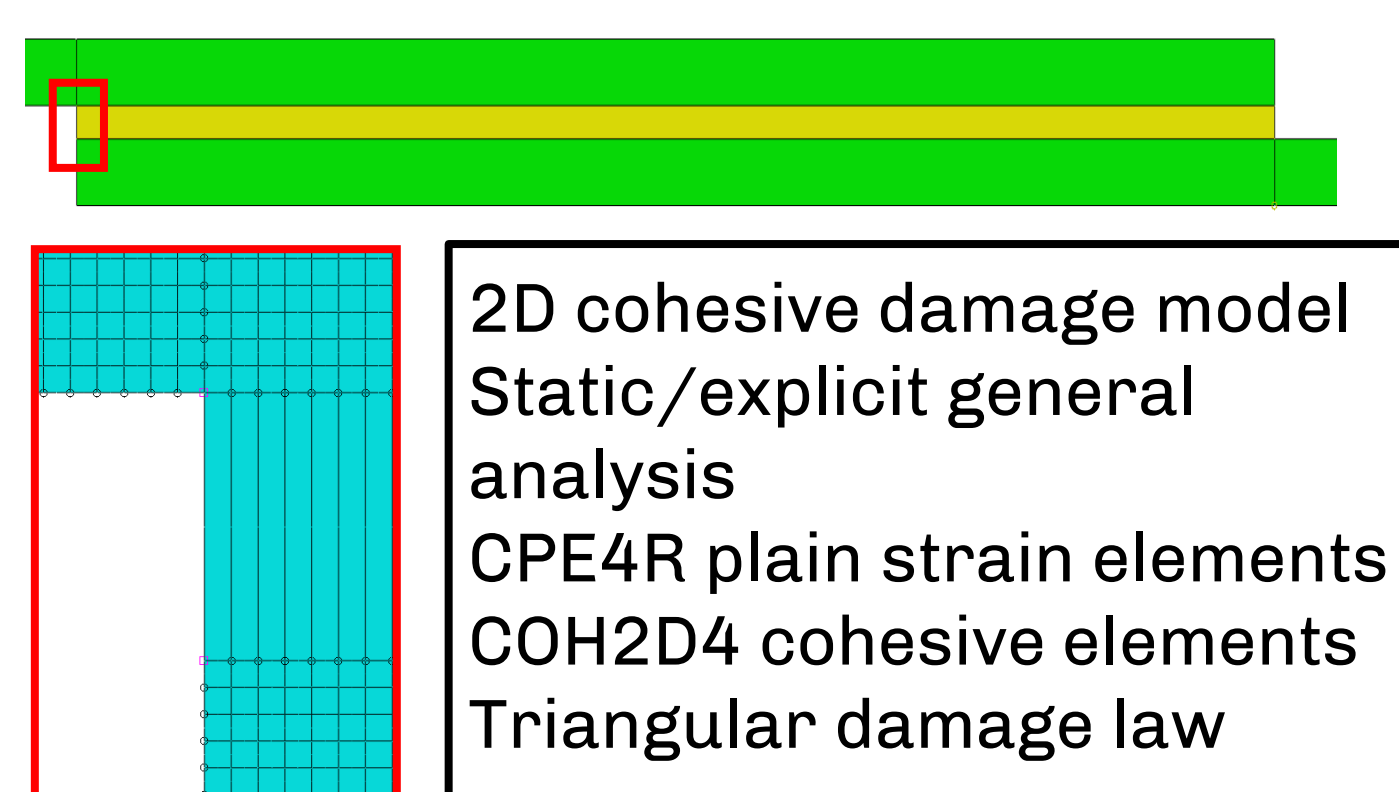 2D cohesive damage model
Static/explicit general
analysis
CPE4R plain strain elements
COH2D4 cohesive elements
Triangular damage law